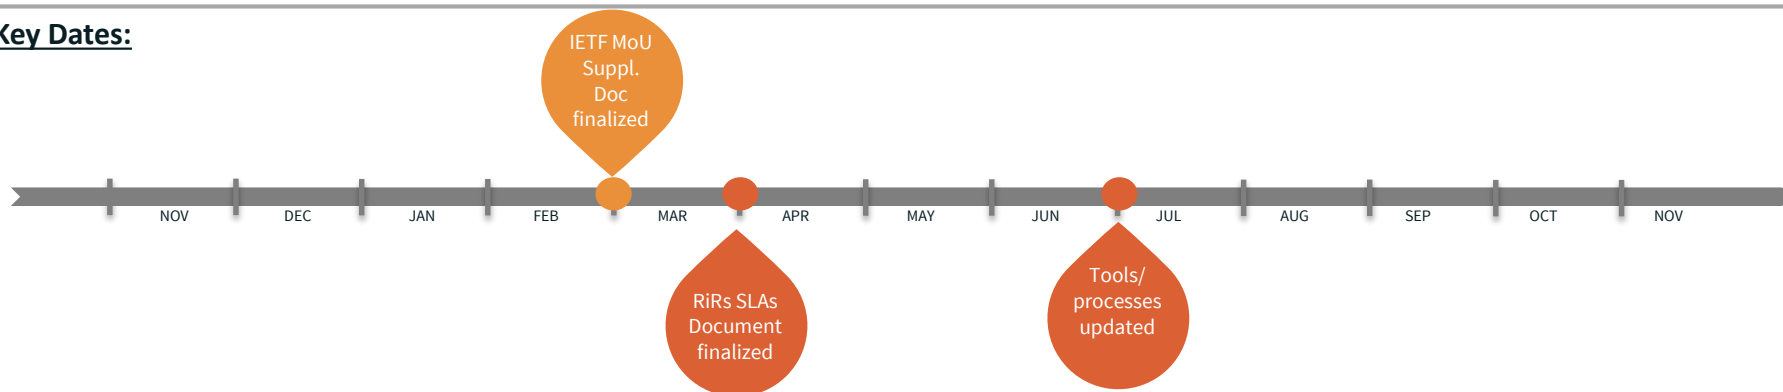 Key Dates:
IETF MoU
Suppl.
Doc
finalized
NOV
DEC
JAN
FEB
MAR
APR
MAY
JUN
JUL
AUG
SEP
OCT
NOV
RiRs SLAs
Document
finalized
Tools/
processes
updated